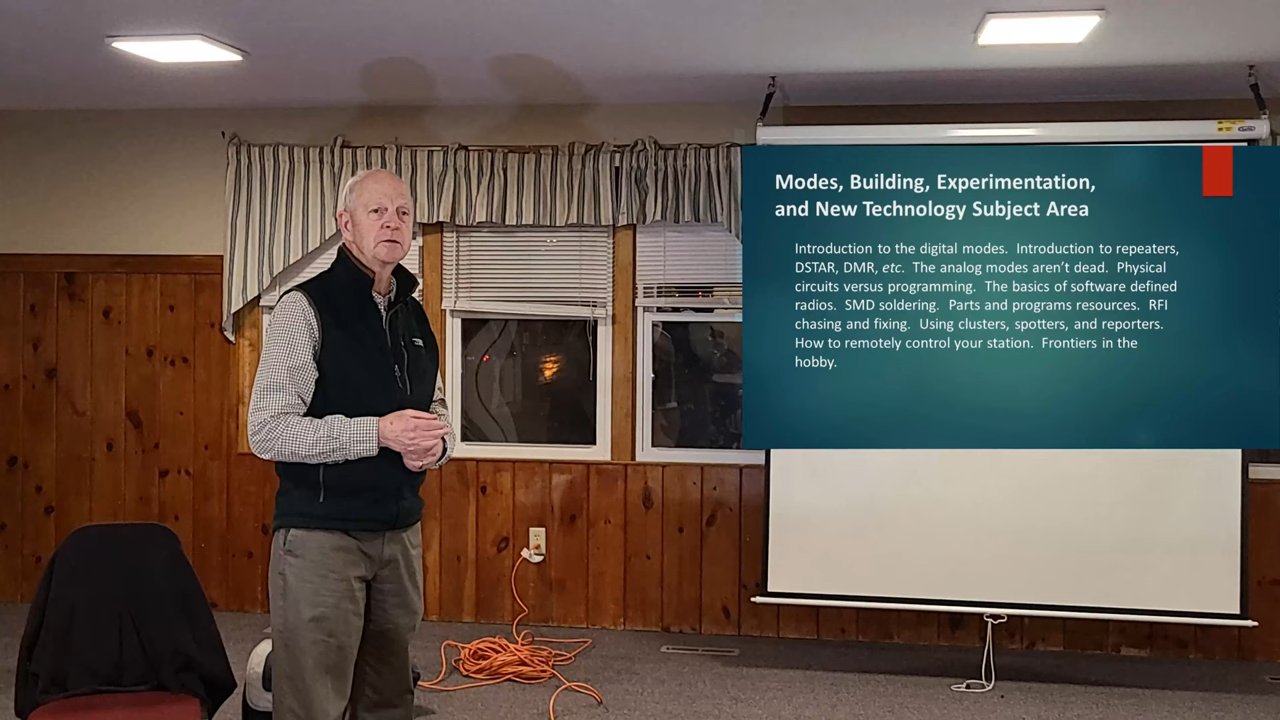 Modes, Building, Experimentation,
and New Technology Subject Area
Introduction to the digital modes.  Introduction to repeaters,
DSTAR, DMR, etc.  The analog modes aren’t dead.  Physical
circuits versus programming.  The basics of software defined
radios.  SMD soldering.  Parts and programs resources.  RFI
chasing and fixing.  Using clusters, spotters, and reporters.
How to remotely control your station.  Frontiers in the
hobby.